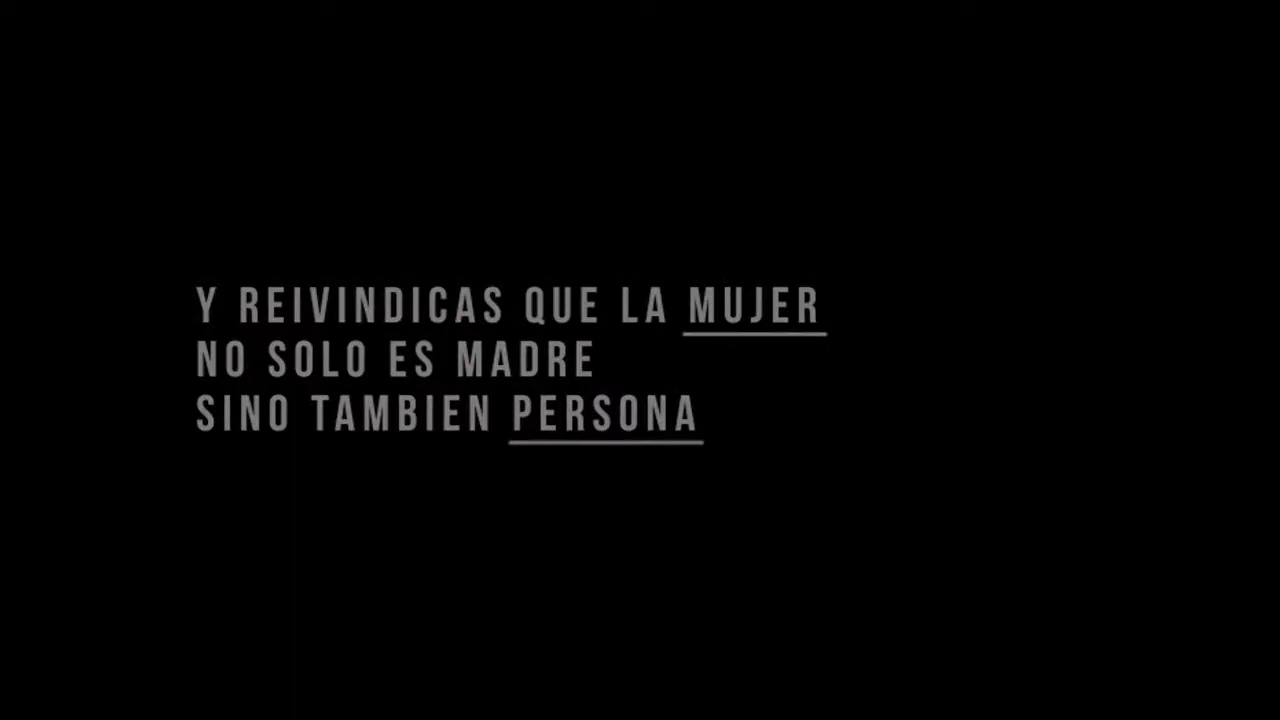 Y REIVINDICAS QUE LA MUJER
NO SOLO ES MADRE
SINO TAMBIEN PERSONA